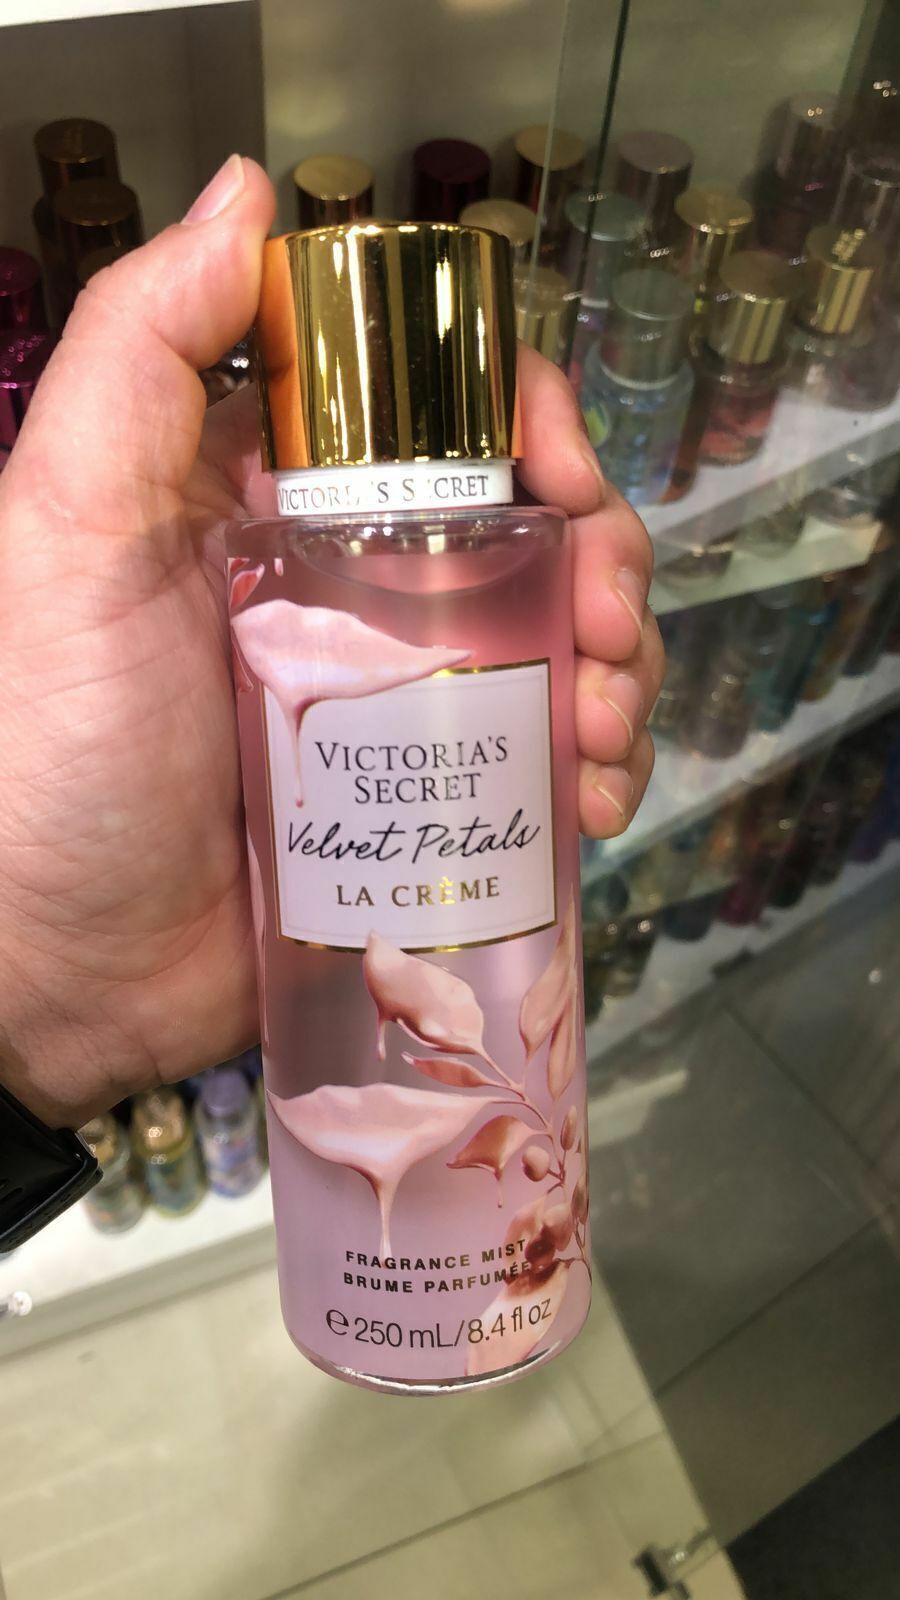 VICTORIA'S SECRET
VICTORIA'S
SECRET
Velvet Petals
LA CRÈME
FRAGRANCE MIST
BRUME PARFUMÉE
℮ 250 mL/8.4 fl oz